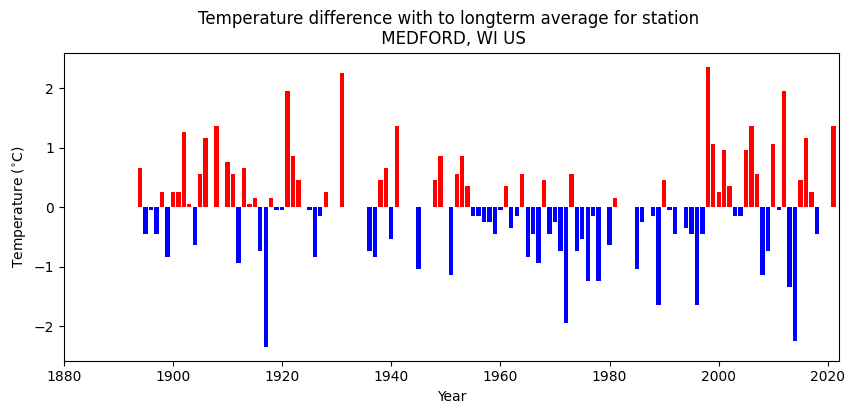 Temperature difference with to longterm average for station
MEDFORD, WI US
Temperature (°C)
2
1
0
−1
−2
1880 1900 1920 1940 1960 1980 2000 2020
Year